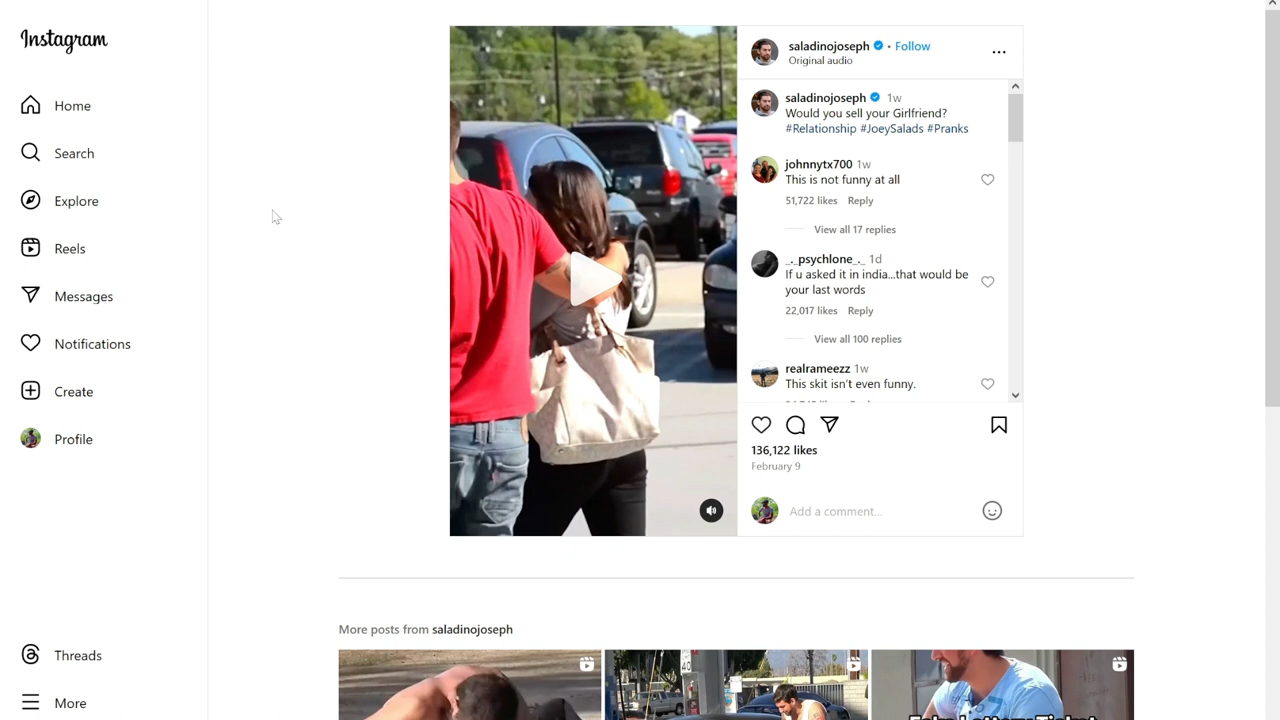 Instagram
Home
Search
Explore
Reels
Messages
Notifications
Create
Profile
Threads
More
saladinojoseph • Follow
Original audio
saladinojoseph 1w
Would you sell your Girlfriend?
#Relationship #JoeySalads #Pranks
johnnytx700 1w
This is not funny at all
51,722 likes Reply
View all 17 replies
_._psychlone_._ 1d
If u asked it in india...that would be
your last words
22,017 likes Reply
View all 100 replies
realrameezz 1w
This skit isn't even funny.
136,122 likes
February 9
Add a comment...
More posts from saladinojoseph
40